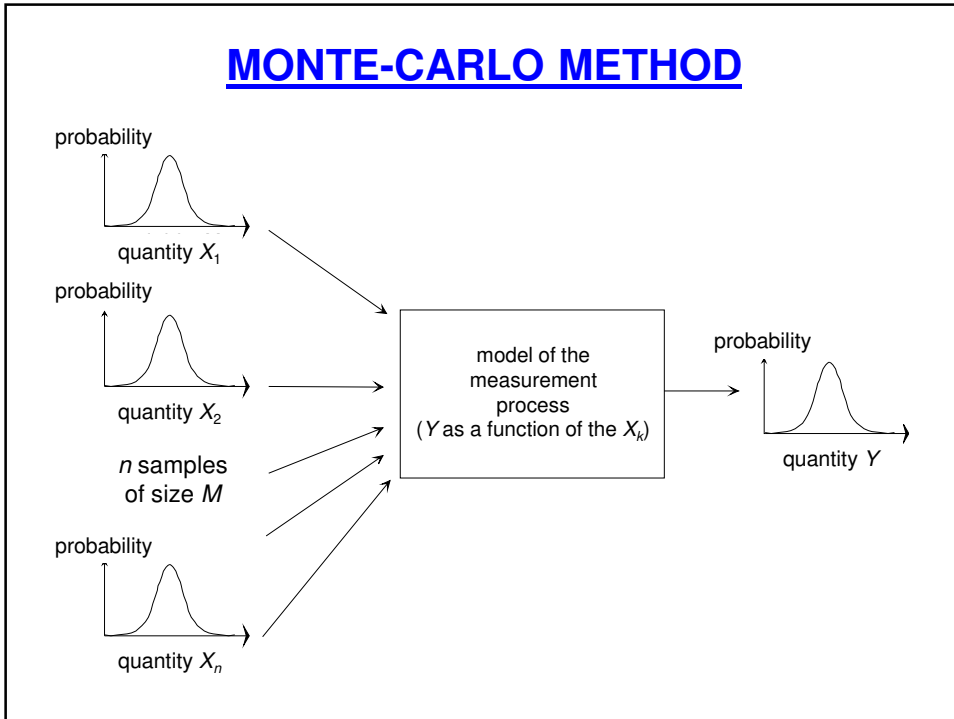 MONTE-CARLO METHOD
probability
quantity X₁
probability
quantity X₂
n samples
of size M
probability
quantity Xₙ
model of the
measurement
process
(Y as a function of the Xₖ)
probability
quantity Y